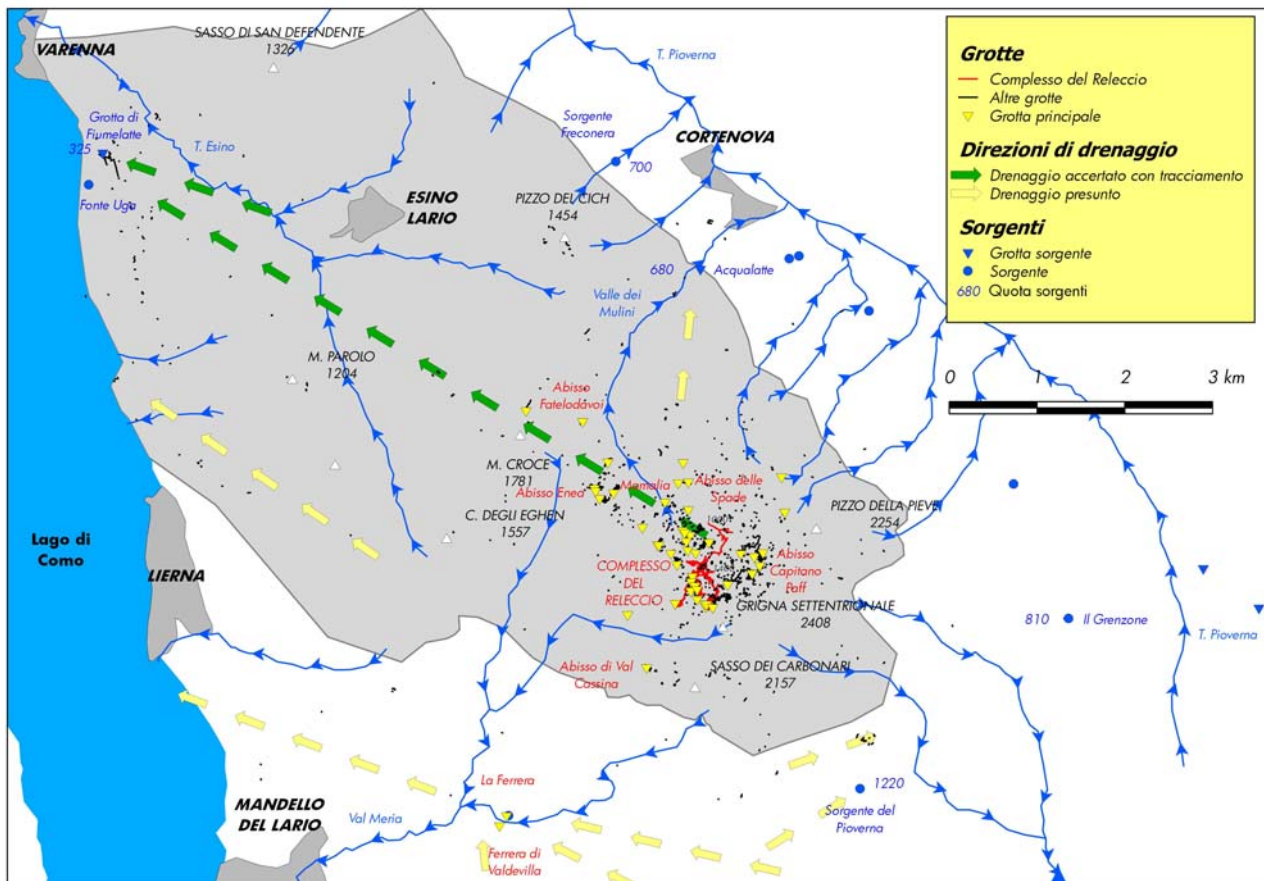 SASSO DI SAN DEFENDENTE
1326
VARENNA
T. Pioverna
Grotta di
Fiumelatte
325
T. Esino
Sorgente
Freconera
700
CORTENOVA
Fonte Uga
ESINO
LARIO
PIZZO DEL CICH
1454
680
Acqualatte
Valle dei
Mulini
M. PAROLO
1204
Abisso
Fatelodavoi
M. CROCE
1781
Abisso Enea
Mamalia
Abisso delle
Spade
C. DEGLI EGHEN
1557
PIZZO DELLA PIEVE
2254
Lago di
Como
LIERNA
COMPLESSO
DEL
RELECCIO
Abisso
Capitano
Paff
GRIGNA SETTENTRIONALE
2408
810
Il Grenzone
T. Pioverna
Abisso di Val
Cassina
SASSO DEI CARBONARI
2157
La Ferrera
MANDELLO
DEL LARIO
Val Meria
1220
Sorgente del
Pioverna
Ferrera di
Valdevilla
Grotte
Complesso del Releccio
Altre grotte
Grotta principale
Direzioni di drenaggio
Drenaggio accertato con tracciamento
Drenaggio presunto
Sorgenti
Grotta sorgente
Sorgente
680 Quota sorgenti
0 1 2 3 km